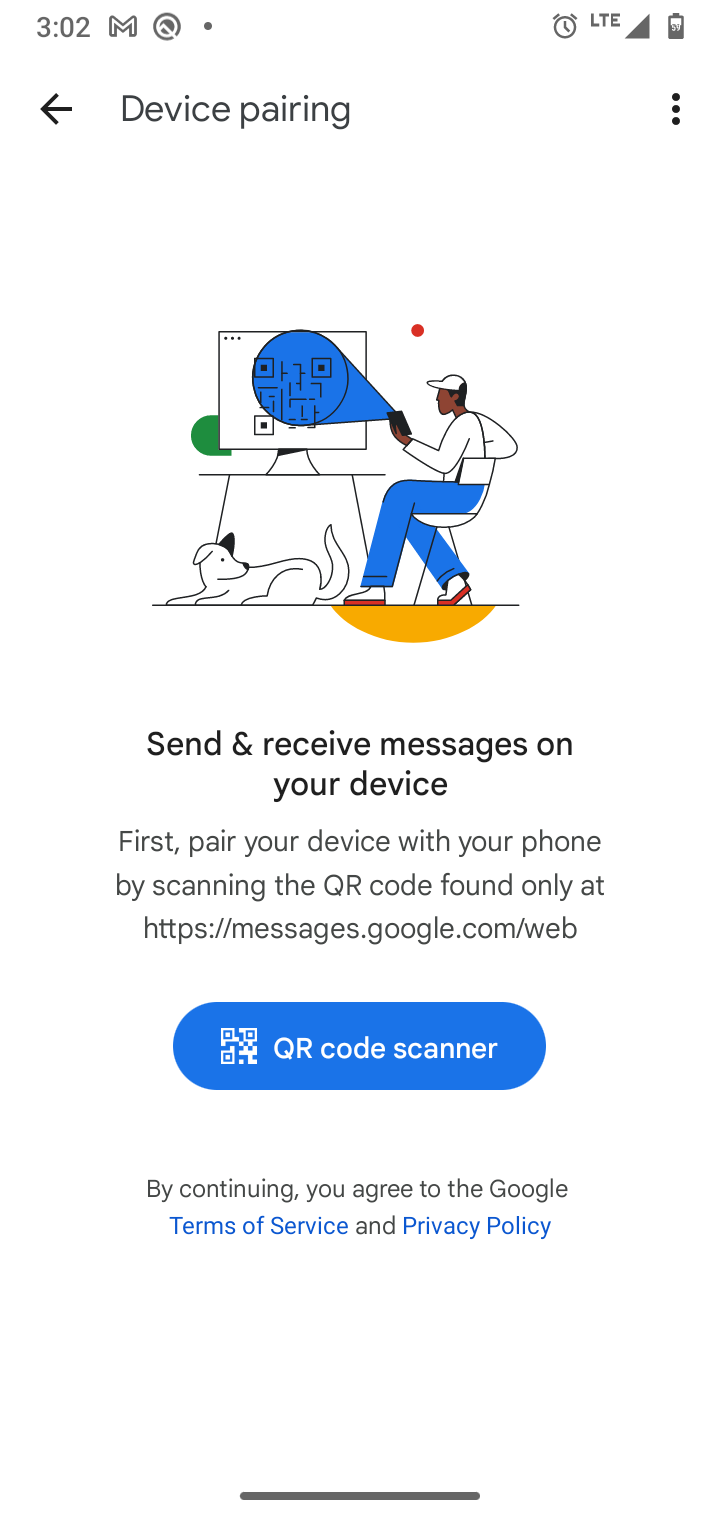 3:02
LTE
Device pairing
Send & receive messages on
your device
First, pair your device with your phone
by scanning the QR code found only at
https://messages.google.com/web
QR code scanner
By continuing, you agree to the Google
Terms of Service and Privacy Policy